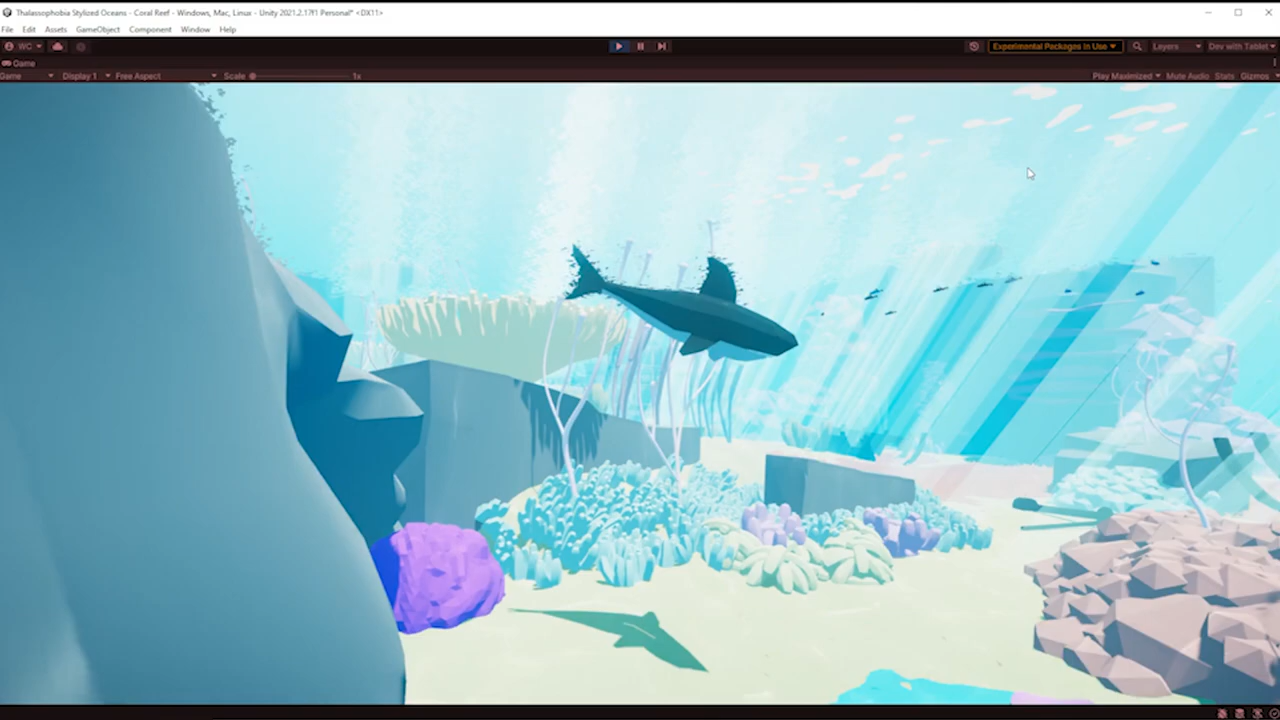 Thalassophobia Stylized Oceans - Coral Reef - Windows, Mac, Linux - Unity 2021.2.17f1 Personal* <DX11>
File Edit Assets GameObject Component Window Help
WC Experimental Packages In Use Layers Dev with Tablet
Game
Game Display 1 Free Aspect Scale 1x Play Maximized Mute Audio Stats Gizmos